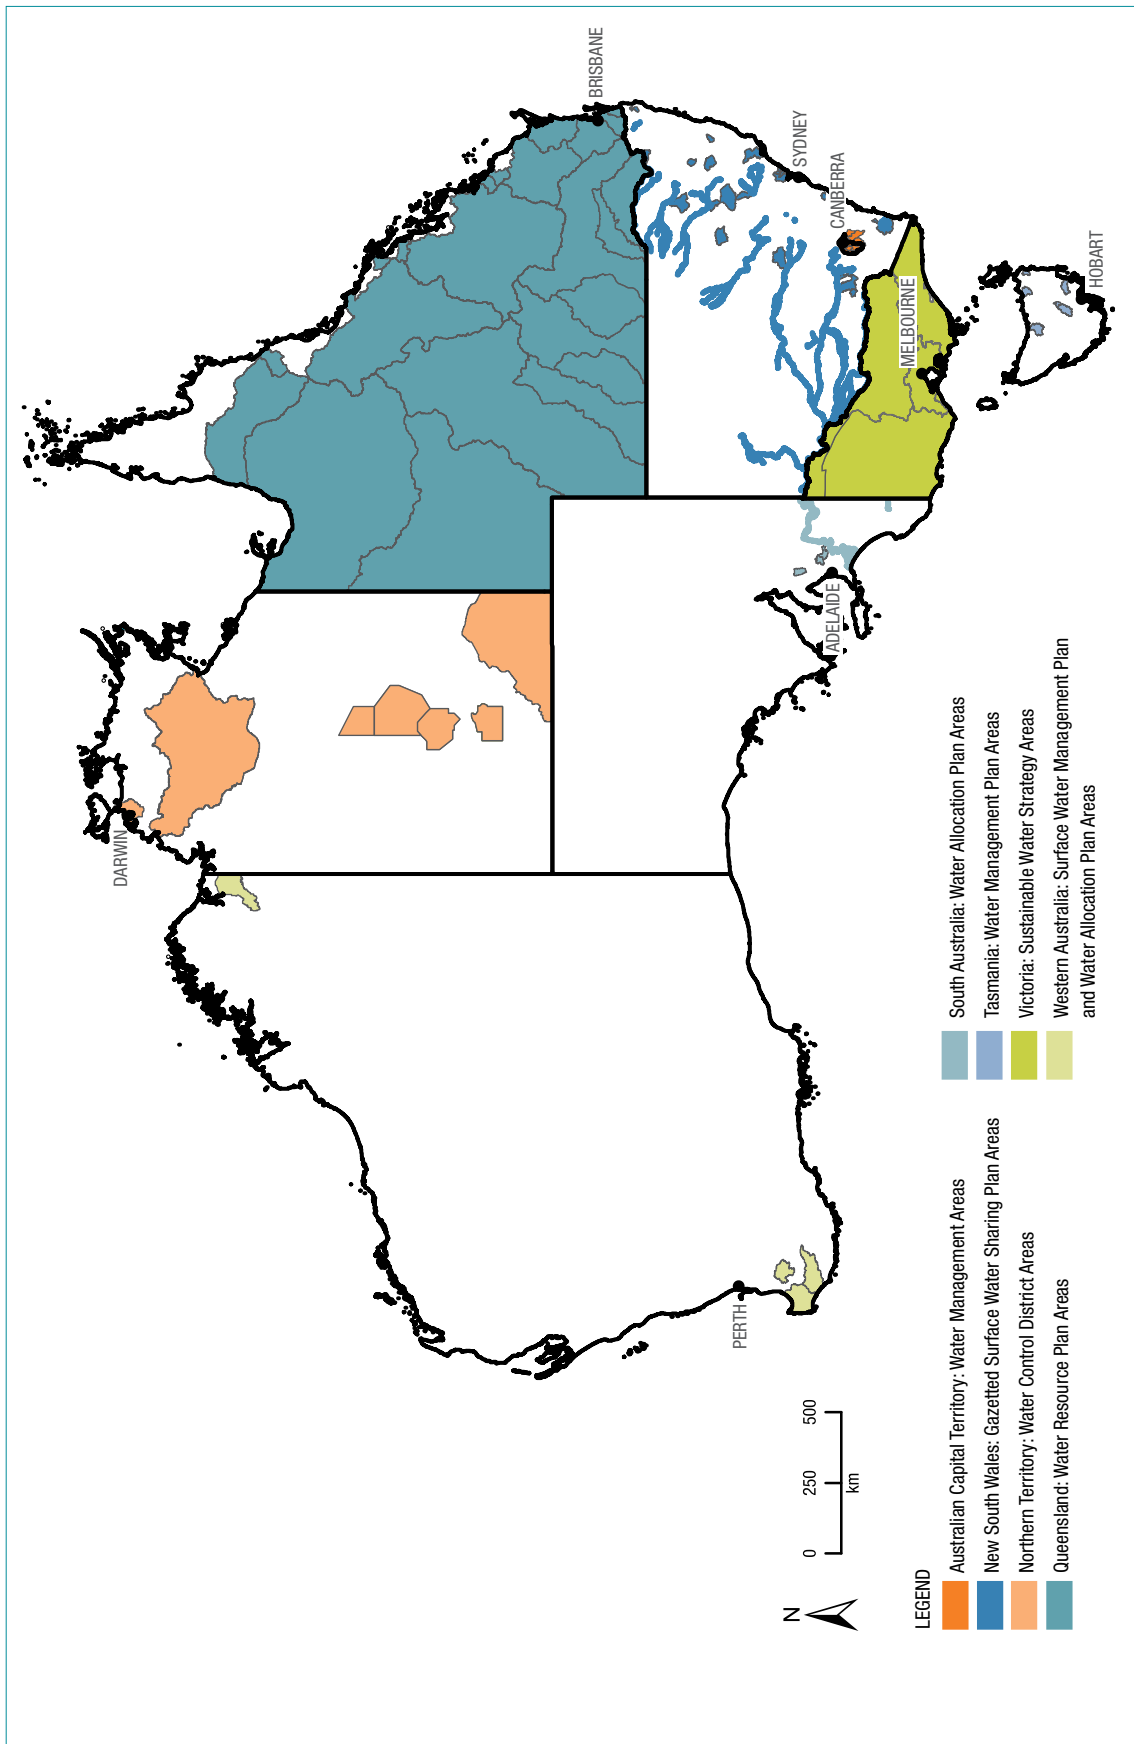 DARWIN
BRISBANE
PERTH
ADELAIDE
SYDNEY
CANBERRA
MELBOURNE
HOBART
N
0 250 500
km
LEGEND
Australian Capital Territory: Water Management Areas
New South Wales: Gazetted Surface Water Sharing Plan Areas
Northern Territory: Water Control District Areas
Queensland: Water Resource Plan Areas
South Australia: Water Allocation Plan Areas
Tasmania: Water Management Plan Areas
Victoria: Sustainable Water Strategy Areas
Western Australia: Surface Water Management Plan
and Water Allocation Plan Areas